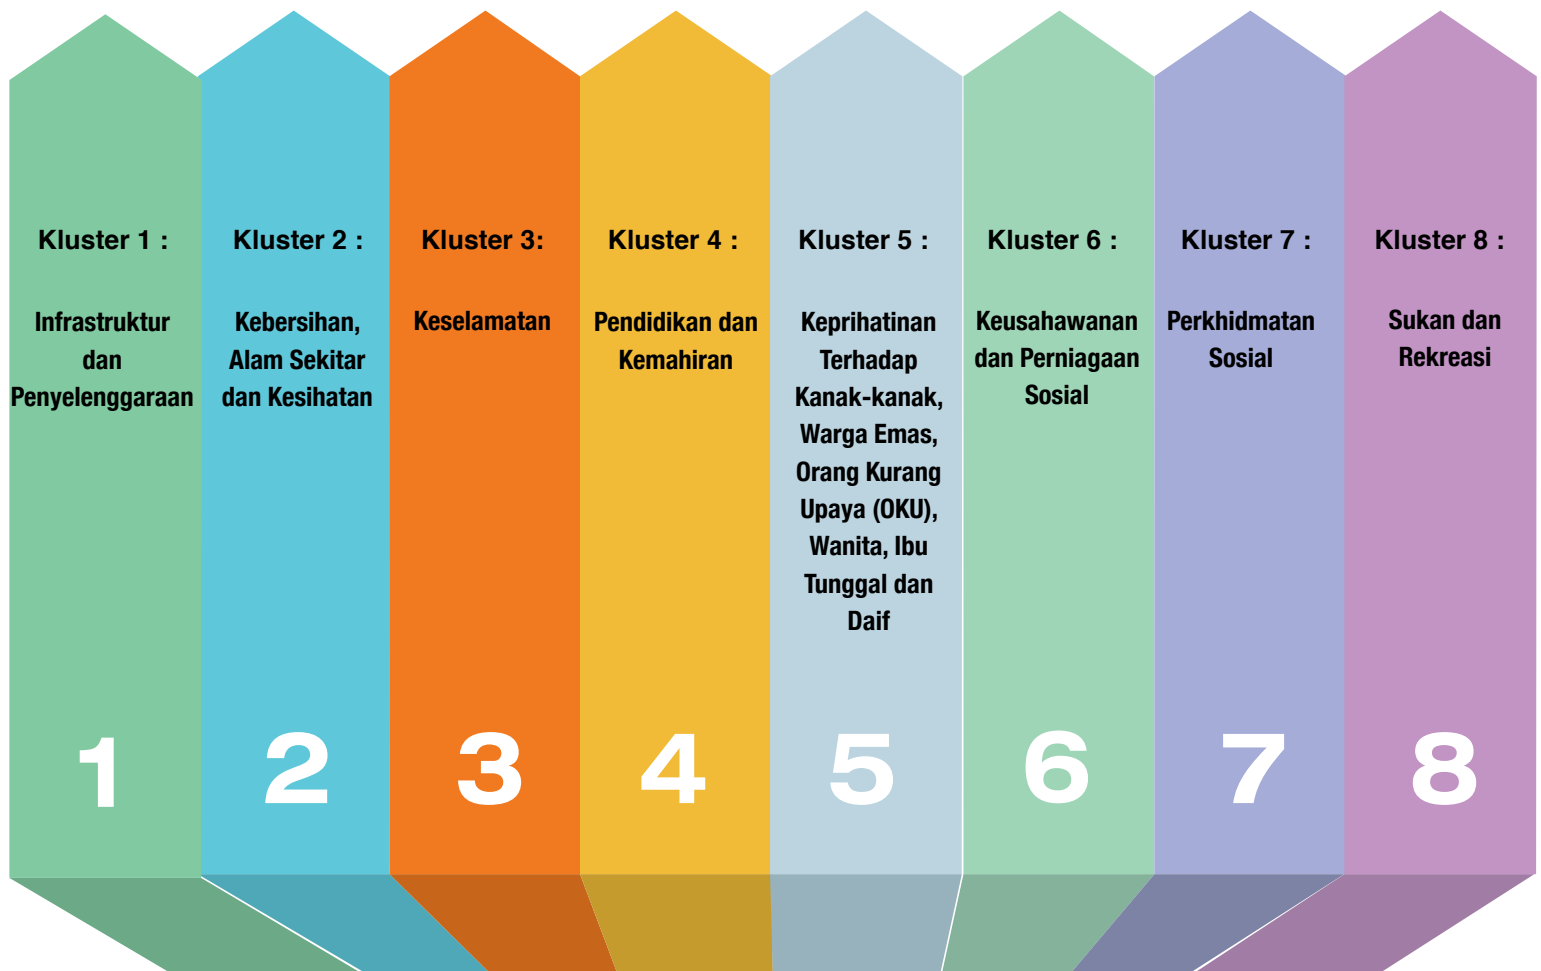 Kluster 1 :
Infrastruktur
dan
Penyelenggaraan
1
Kluster 2 :
Kebersihan,
Alam Sekitar
dan Kesihatan
2
Kluster 3:
Keselamatan
3
Kluster 4 :
Pendidikan dan
Kemahiran
4
Kluster 5 :
Keprihatinan
Terhadap
Kanak-kanak,
Warga Emas,
Orang Kurang
Upaya (OKU),
Wanita, Ibu
Tunggal dan
Daif
5
Kluster 6 :
Keusahawanan
dan Perniagaan
Sosial
6
Kluster 7 :
Perkhidmatan
Sosial
7
Kluster 8 :
Sukan dan
Rekreasi
8